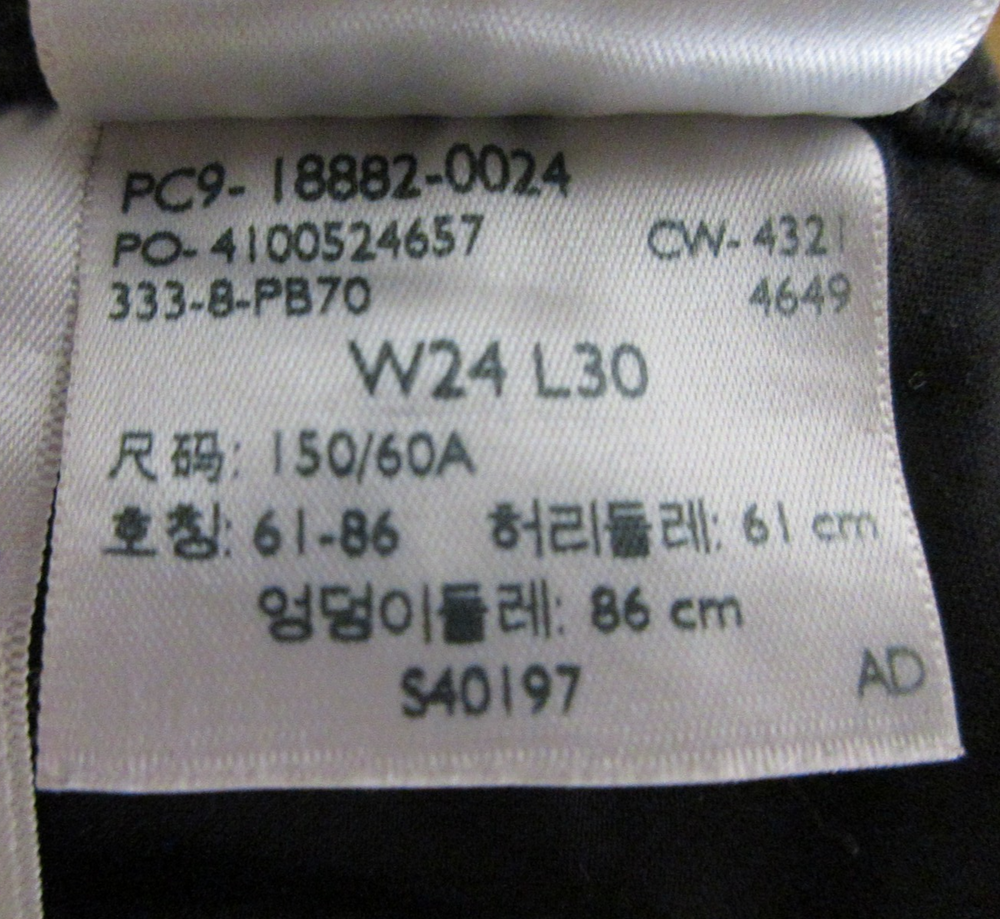 PC9-18882-0024
PO-4100524657 CW-4321
333-8-PB70 4649
W24 L30
尺码: 150/60A
호칭: 61-86 허리둘레: 61 cm
엉덩이둘레: 86 cm
S40197 AD